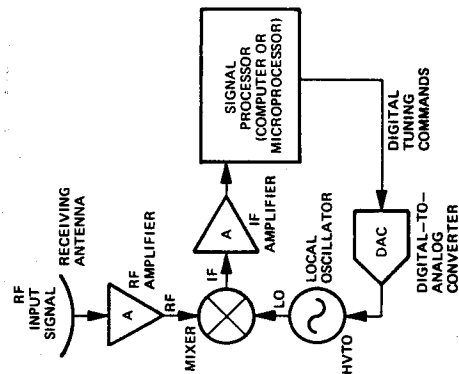 RF
INPUT
SIGNAL
RECEIVING
ANTENNA
A
RF
AMPLIFIER
RF
MIXER
IF
A
IF
AMPLIFIER
SIGNAL
PROCESSOR
(COMPUTER OR
MICROPROCESSOR)
LO
LOCAL
OSCILLATOR
HVTO
DAC
DIGITAL-TO-
ANALOG
CONVERTER
DIGITAL
TUNING
COMMANDS